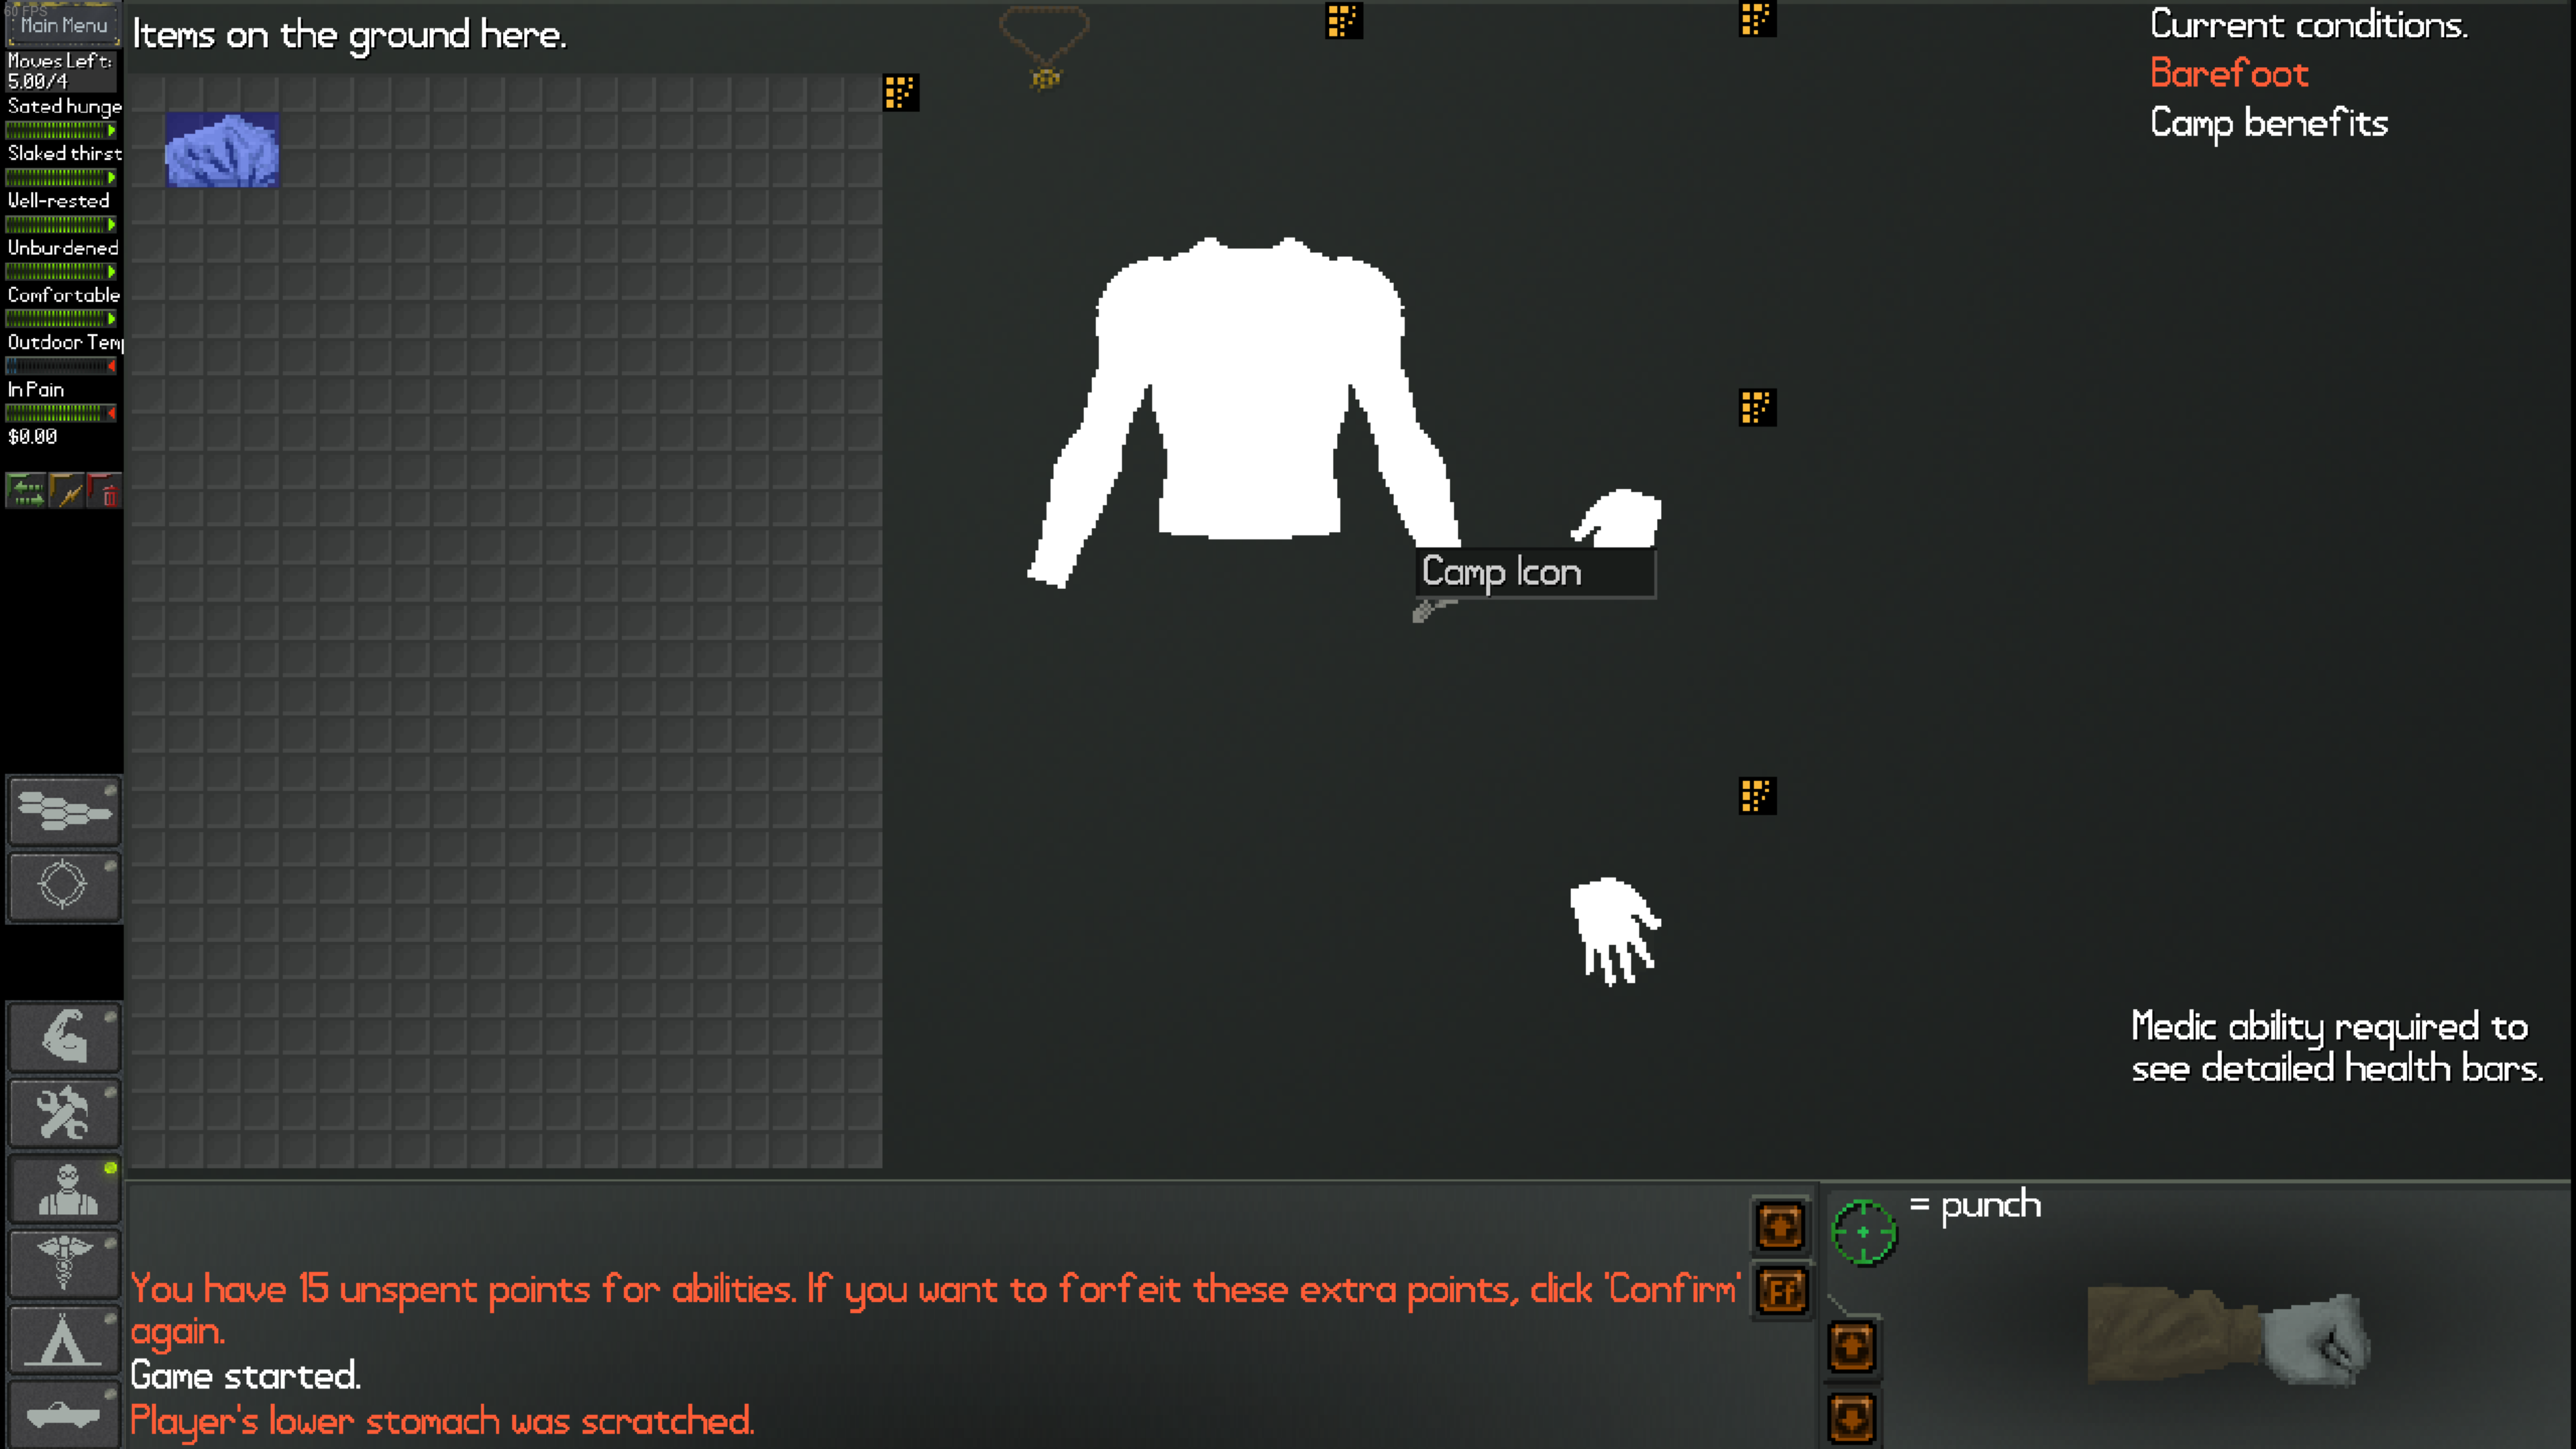 60 FPS
Main Menu
Moves Left:
5.00/4
Sated hunge
Slaked thirst
Well-rested
Unburdened
Comfortable
Outdoor Tem
In Pain
$0.00
Items on the ground here.
Current conditions.
Barefoot
Camp benefits
Camp Icon
Medic ability required to
see detailed health bars.
You have 15 unspent points for abilities. If you want to forfeit these extra points, click 'Confirm'
again.
Game started.
Player's lower stomach was scratched.
Ff
= punch